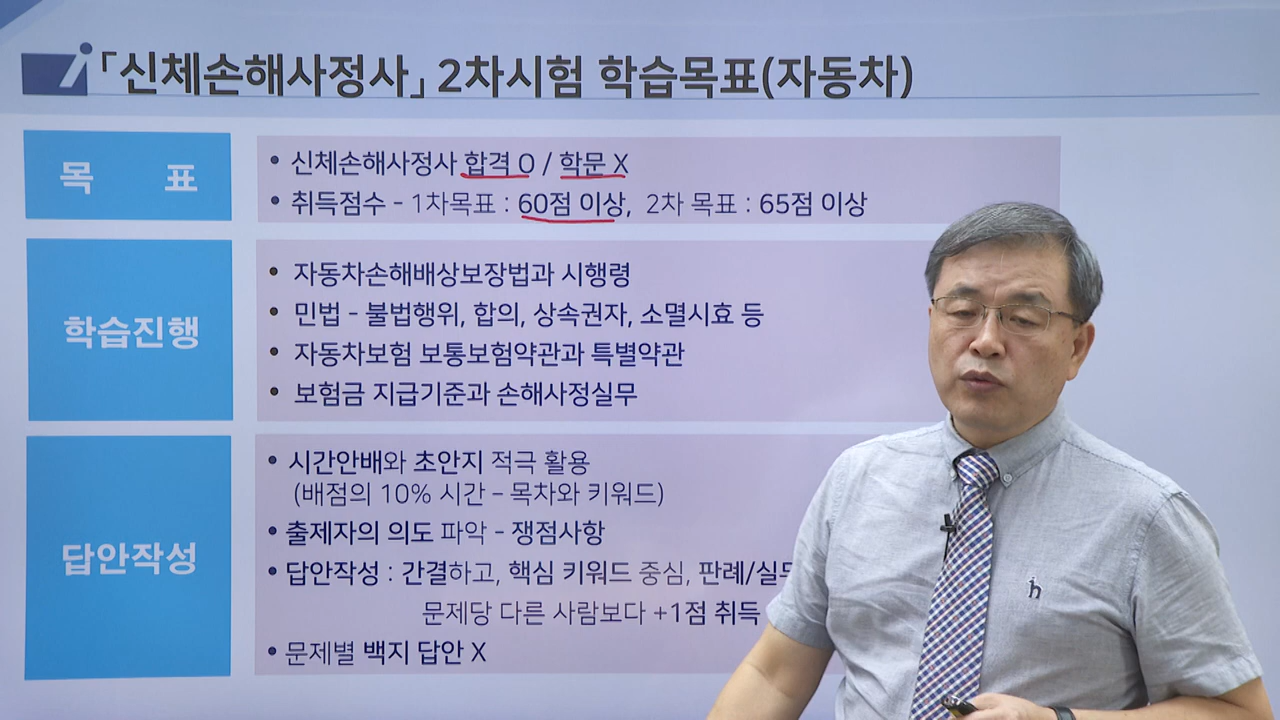 「신체손해사정사」 2차시험 학습목표(자동차)
목 표
• 신체손해사정사 합격 O / 학문 X
• 취득점수 - 1차목표 : 60점 이상, 2차 목표 : 65점 이상
학습진행
• 자동차손해배상보장법과 시행령
• 민법 - 불법행위, 합의, 상속권자, 소멸시효 등
• 자동차보험 보통보험약관과 특별약관
• 보험금 지급기준과 손해사정실무
답안작성
• 시간안배와 초안지 적극 활용
(배점의 10% 시간 - 목차와 키워드)
• 출제자의 의도 파악 - 쟁점사항
• 답안작성 : 간결하고, 핵심 키워드 중심, 판례/실무
문제당 다른 사람보다 +1점 취득
• 문제별 백지 답안 X